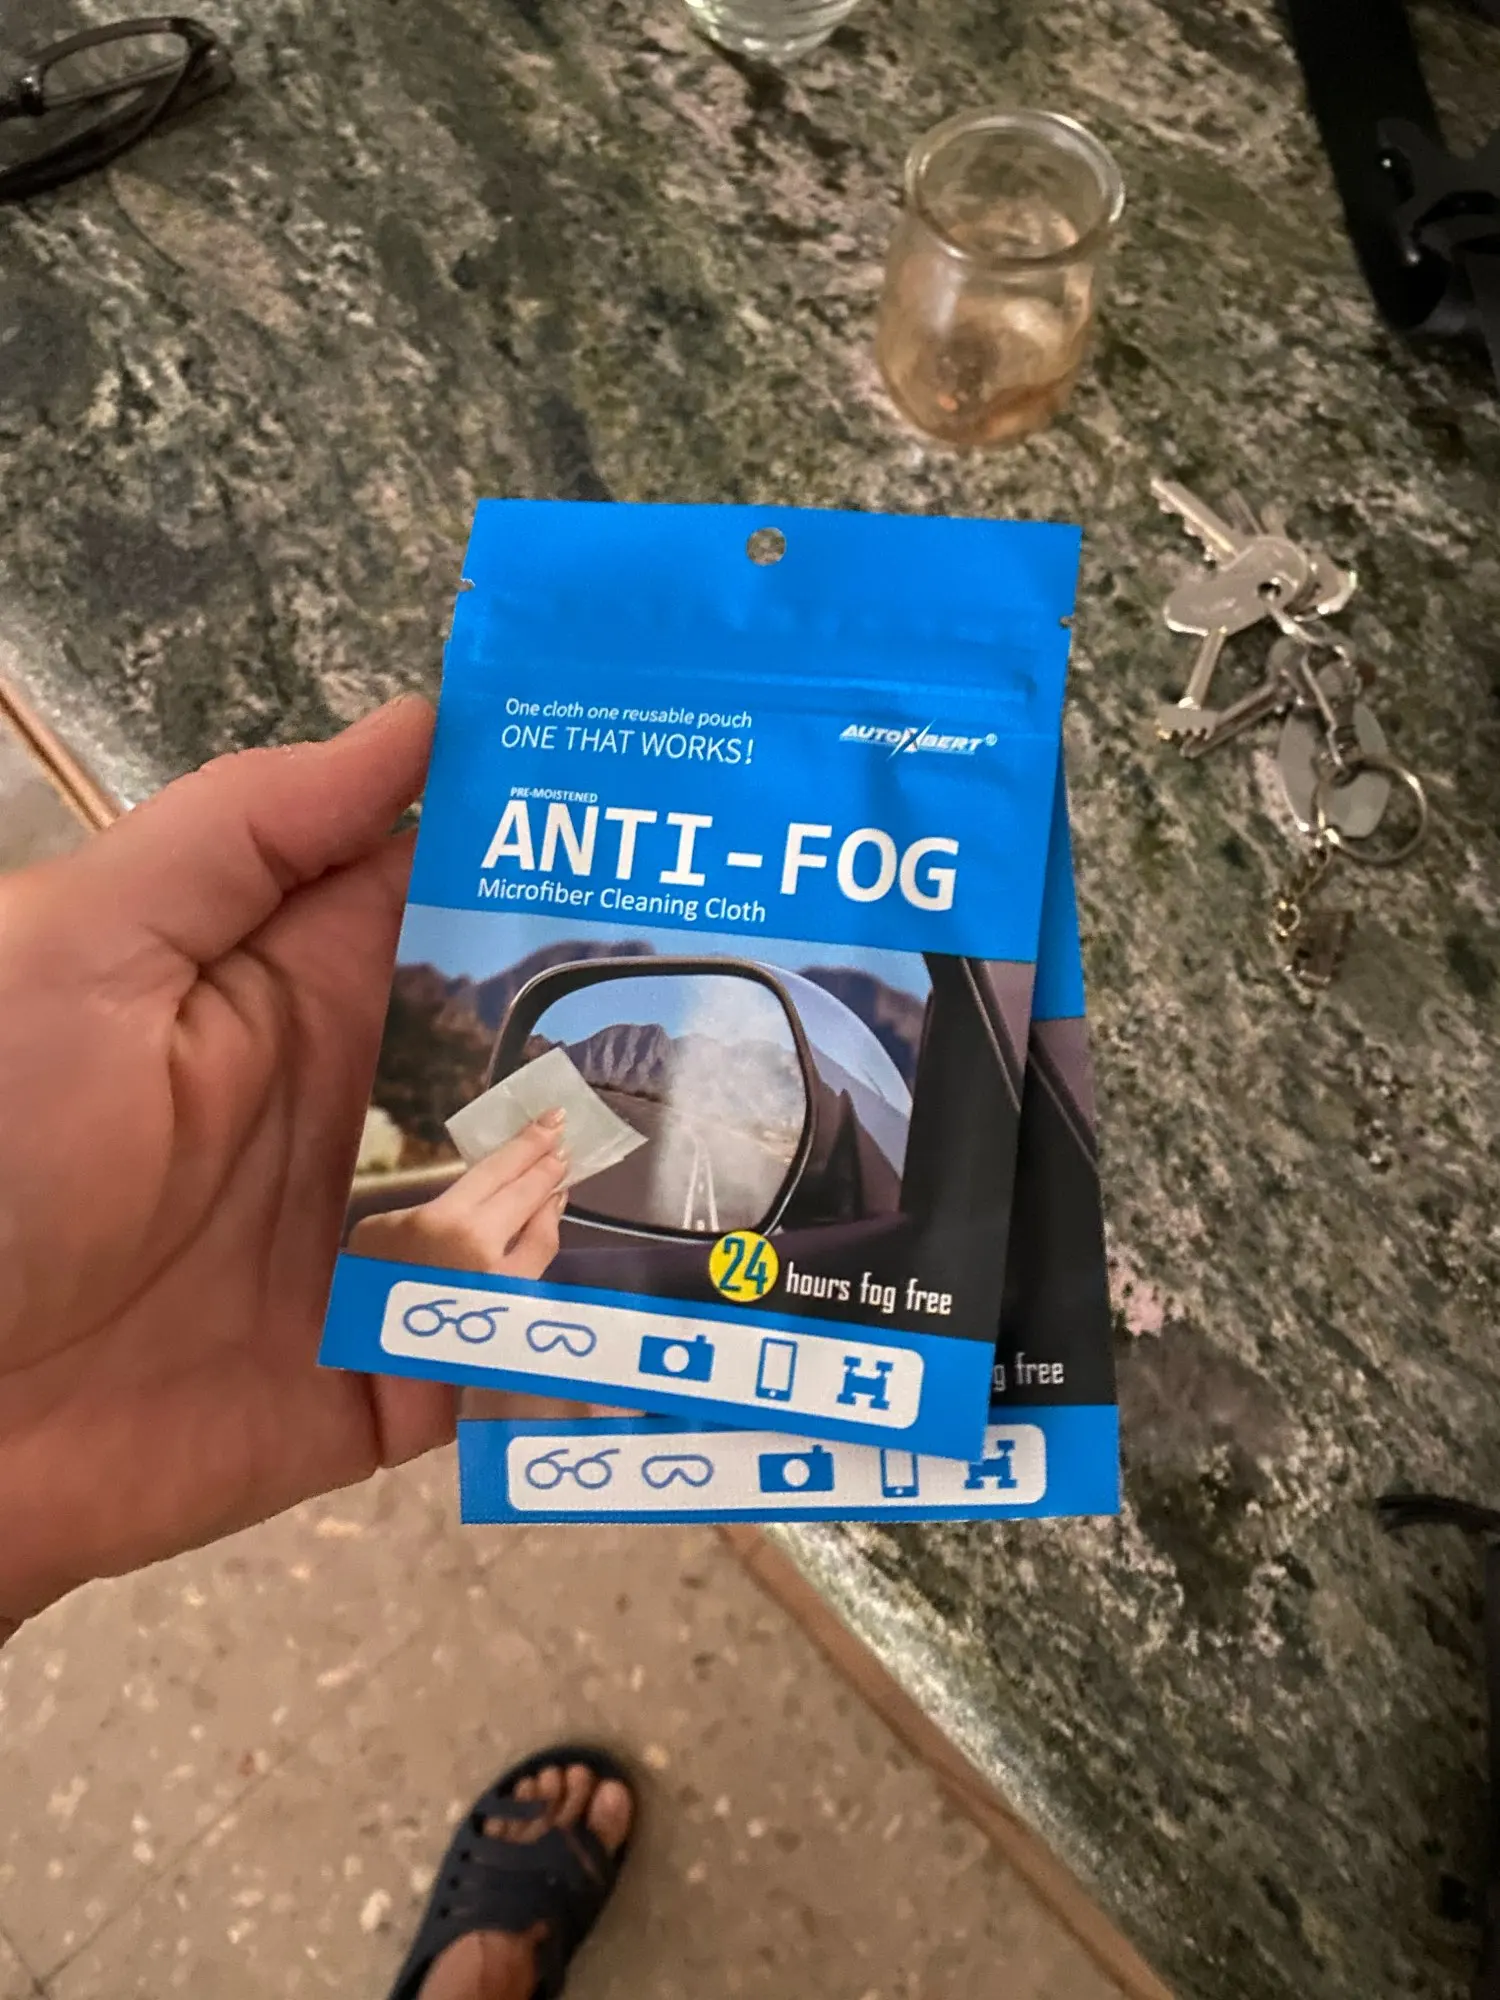 One cloth one reusable pouch
ONE THAT WORKS!
AUTOXBERT®
PRE-MOISTENED
ANTI-FOG
Microfiber Cleaning Cloth
24 hours fog free
g free